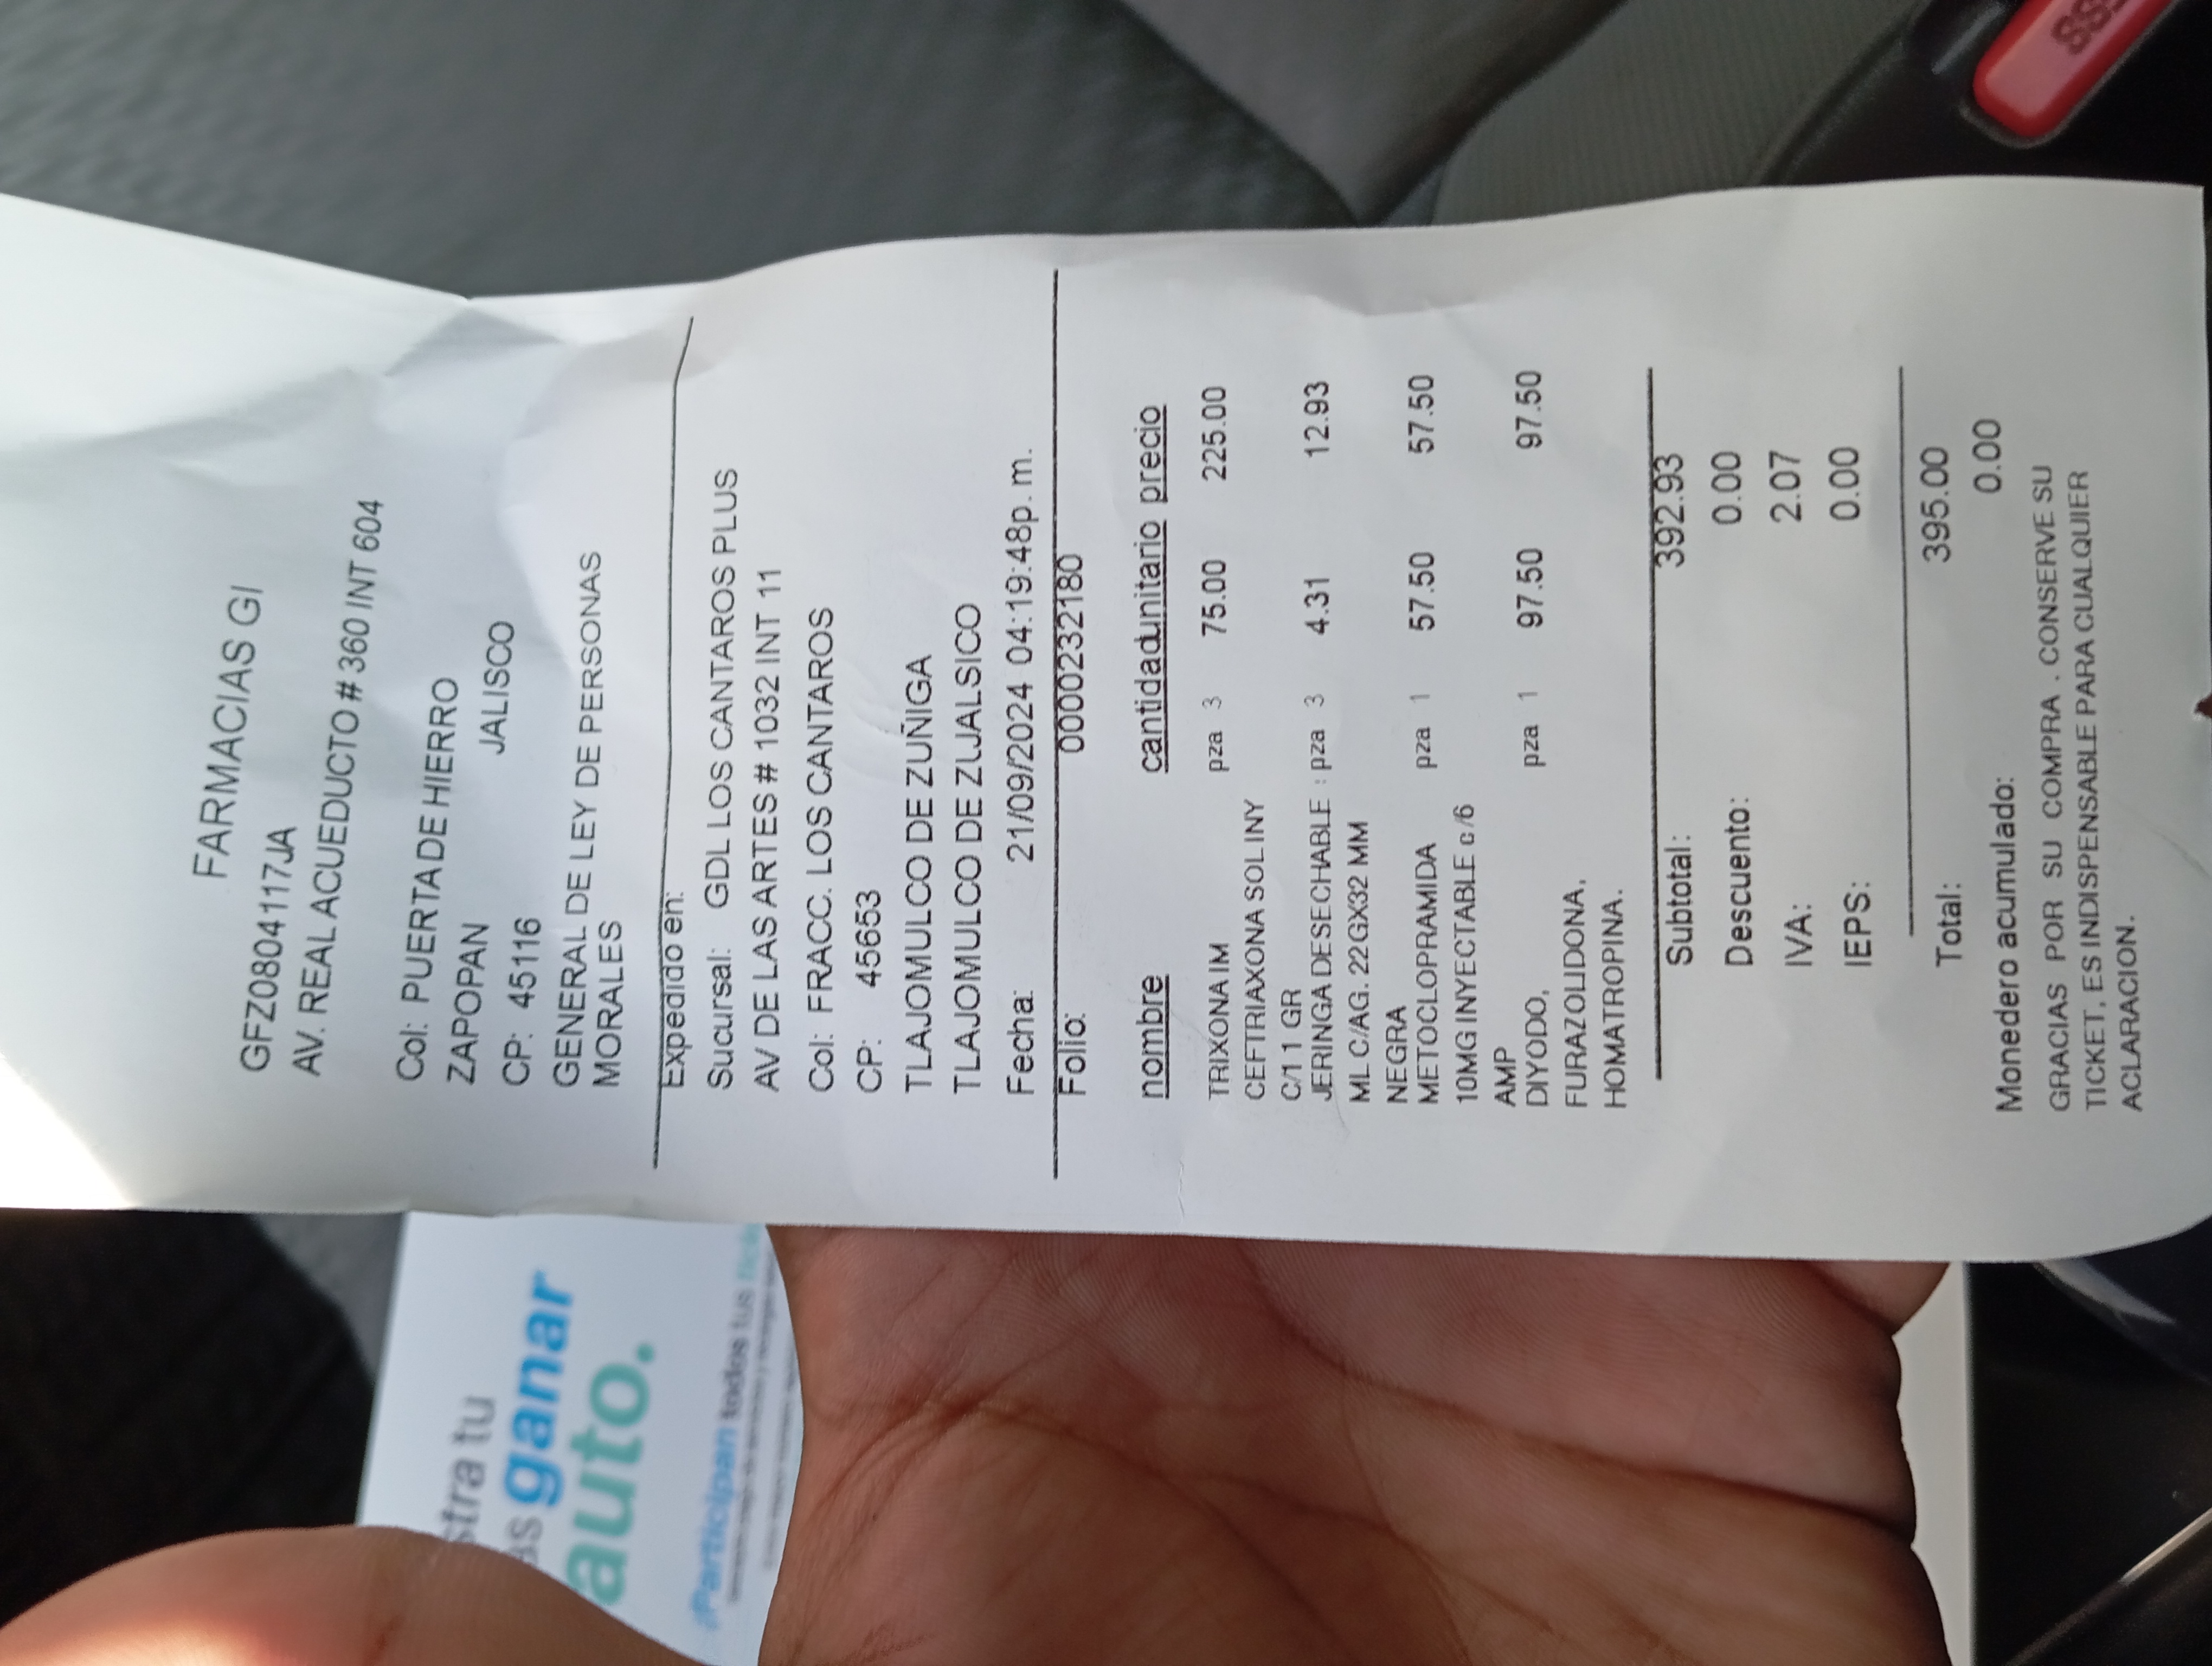 FARMACIAS GI
GFZ0804117JA
AV. REAL ACUEDUCTO # 360 INT 604
Col: PUERTA DE HIERRO
ZAPOPAN
CP: 45116 JALISCO
GENERAL DE LEY DE PERSONAS
MORALES
Expedido en:
Sucursal: GDL LOS CANTAROS PLUS
AV DE LAS ARTES # 1032 INT 11
Col: FRACC. LOS CANTAROS
CP: 45653
TLAJOMULCO DE ZUÑIGA
TLAJOMULCO DE ZUJALSICO
Fecha: 21/09/2024 04:19:48p.m.
Folio: 0000232180
nombre cantidadunitario precio
TRIXONA IM pza 3 75.00 225.00
CEFTRIAXONA SOL INY
C/1 1 GR
JERINGA DESECHABLE : pza 3 4.31 12.93
ML C/AG. 22GX32 MM
NEGRA
METOCLOPRAMIDA pza 1 57.50 57.50
10MG INYECTABLE c/6
AMP
DIYODO, pza 1 97.50 97.50
FURAZOLIDONA,
HOMATROPINA.
Subtotal: 392.93
Descuento: 0.00
IVA: 2.07
IEPS: 0.00
Total: 395.00
Monedero acumulado: 0.00
GRACIAS POR SU COMPRA . CONSERVE SU
TICKET, ES INDISPENSABLE PARA CUALQUIER
ACLARACION.
stra tu
as ganar
auto.
¡Participan todos tus